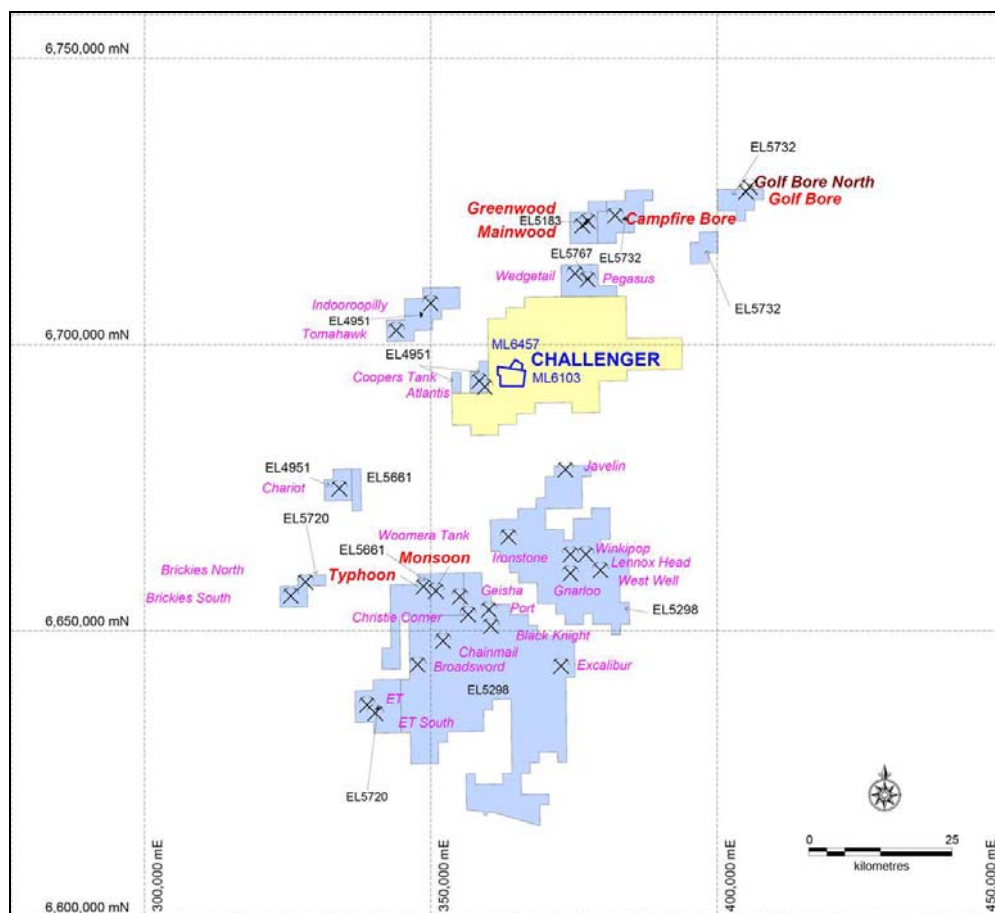 6,750,000 mN
EL5732
Golf Bore North
Golf Bore
Greenwood
EL5183
Mainwood
Campfire Bore
EL5767
EL5732
Wedgetail
Pegasus
EL5732
Indooroopilly
EL4951
Tomahawk
6,700,000 mN
ML6457
CHALLENGER
ML6103
EL4951
Coopers Tank
Atlantis
Javelin
EL4951
EL5661
Chariot
EL5720
Woomera Tank
EL5661
Monsoon
Ironstone
Winkipop
Lennox Head
West Well
Gnarloo
Brickies North
Typhoon
Brickies South
Geisha
Port
EL5298
Christie Corner
6,650,000 mN
Black Knight
Chainmail
Broadsword
Excalibur
EL5298
ET
ET South
EL5720
0 25
kilometres
6,600,000 mN
300,000 mE
350,000 mE
400,000 mE